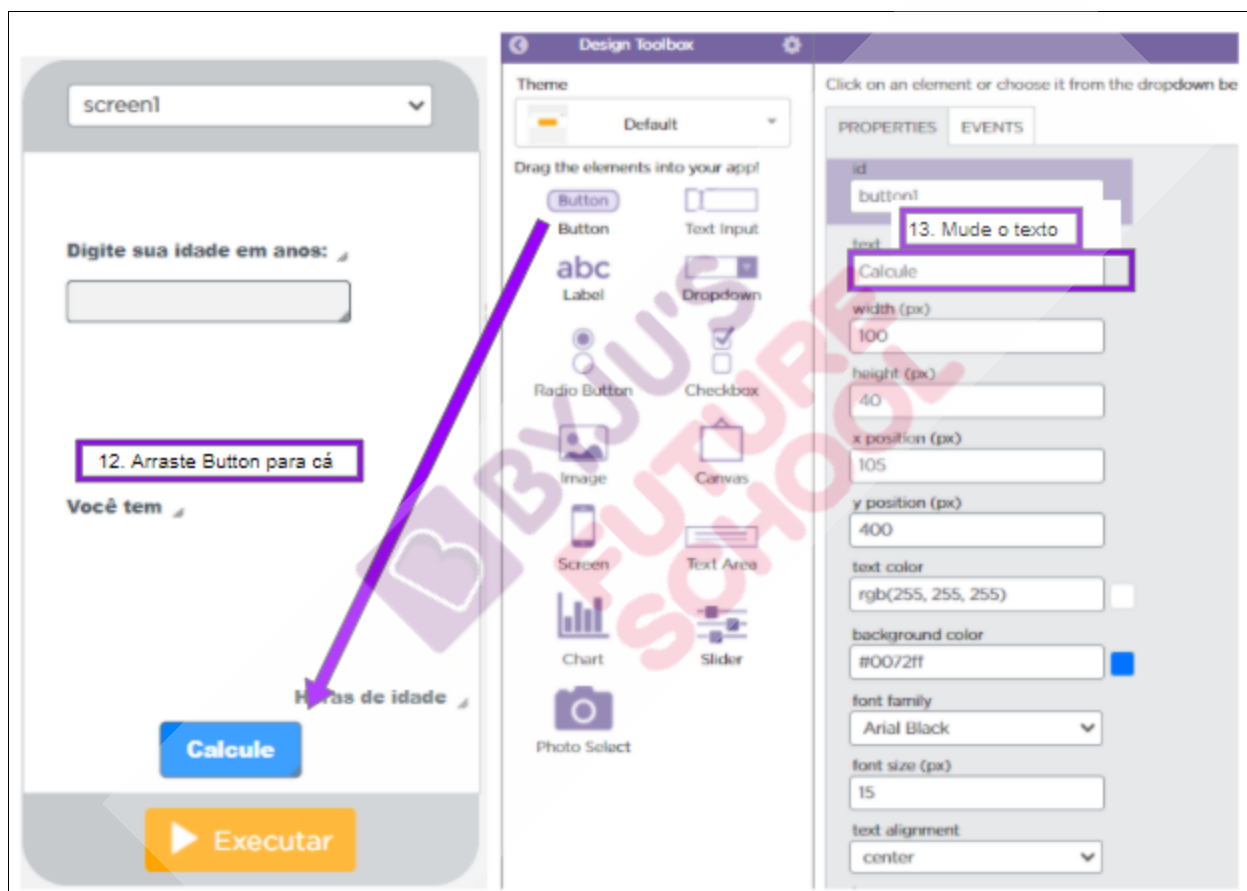 screen1
Digite sua idade em anos:
12. Arraste Button para cá
Você tem
Horas de idade
Calcule
Executar
Design Toolbox
Theme
Default
Drag the elements into your app!
Button
Button
Text Input
abc
Label
Dropdown
Radio Button
Checkbox
Image
Canvas
Screen
Text Area
Chart
Slider
Photo Select
Click on an element or choose it from the dropdown be
PROPERTIES
EVENTS
id
button1
13. Mude o texto
text
Calcule
width (px)
100
height (px)
40
x position (px)
105
y position (px)
400
text color
rgb(255, 255, 255)
background color
#0072ff
font family
Arial Black
font size (px)
15
text alignment
center
BYJU'S
FUTURE
SCHOOL